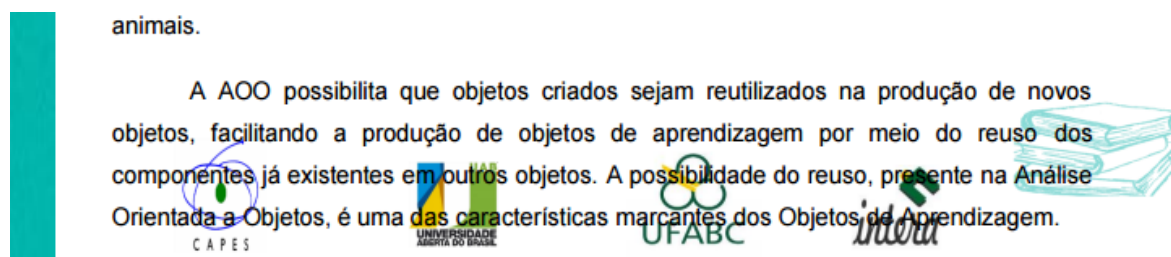 animais.
A AOO possibilita que objetos criados sejam reutilizados na produção de novos
objetos, facilitando a produção de objetos de aprendizagem por meio do reuso dos
componentes já existentes em outros objetos. A possibilidade do reuso, presente na Análise
Orientada a Objetos, é uma das características marcantes dos Objetos de Aprendizagem.
CAPES
UAB
UNIVERSIDADE
ABERTA DO BRASIL
UFABC
intera